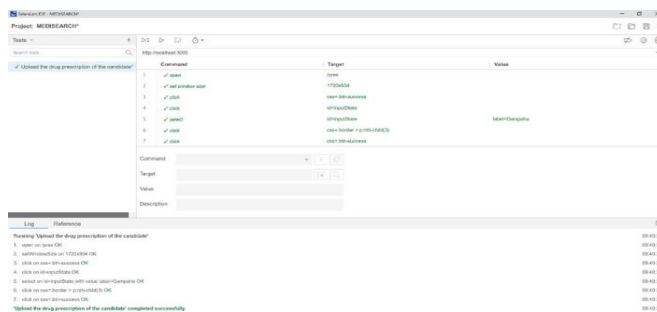 Selenium IDE - MEDISEARCH*
Project: MEDISEARCH*
Tests
Search tests...
http://localhost:3000
✓ Upload the drug prescription of the candidate*
Command Target Value
1 ✓ open /pres
2 ✓ set window size 1720x934
3 ✓ click css=.btn-success
4 ✓ click id=inputState
5 ✓ select id=inputState label=Gampaha
6 ✓ click css=.border > p:nth-child(3)
7 ✓ click css=.btn-success
Command
Target
Value
Description
Log Reference
Running 'Upload the drug prescription of the candidate'
1. open on /pres OK
2. setWindowSize on 1720x934 OK
3. click on css=.btn-success OK
4. click on id=inputState OK
5. select on id=inputState with value label=Gampaha OK
6. click on css=.border > p:nth-child(3) OK
7. click on css=.btn-success OK
'Upload the drug prescription of the candidate' completed successfully